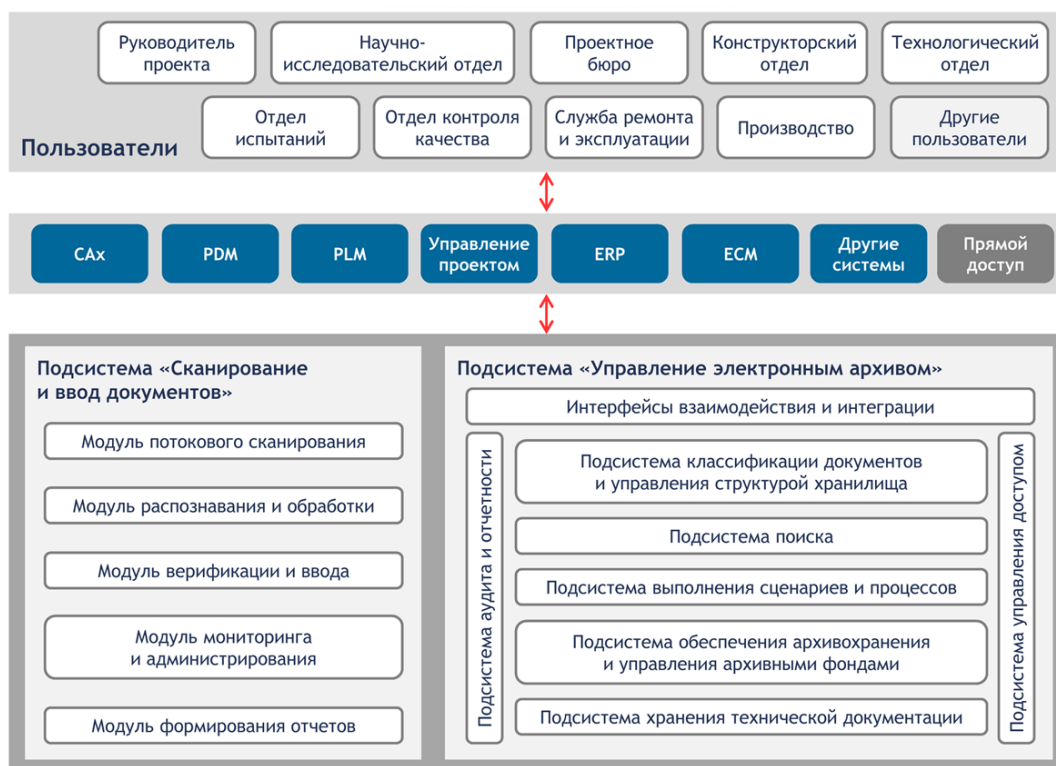 Руководитель
проекта
Научно-
исследовательский отдел
Проектное
бюро
Конструкторский
отдел
Технологический
отдел
Отдел
испытаний
Отдел контроля
качества
Служба ремонта
и эксплуатации
Производство
Другие
пользователи
Пользователи
CAx
PDM
PLM
Управление
проектом
ERP
ECM
Другие
системы
Прямой
доступ
Подсистема «Сканирование
и ввод документов»
Модуль потокового сканирования
Модуль распознавания и обработки
Модуль верификации и ввода
Модуль мониторинга
и администрирования
Модуль формирования отчетов
Подсистема «Управление электронным архивом»
Интерфейсы взаимодействия и интеграции
Подсистема аудита и отчетности
Подсистема классификации документов
и управления структурой хранилища
Подсистема поиска
Подсистема выполнения сценариев и процессов
Подсистема обеспечения архивохранения
и управления архивными фондами
Подсистема хранения технической документации
Подсистема управления доступом